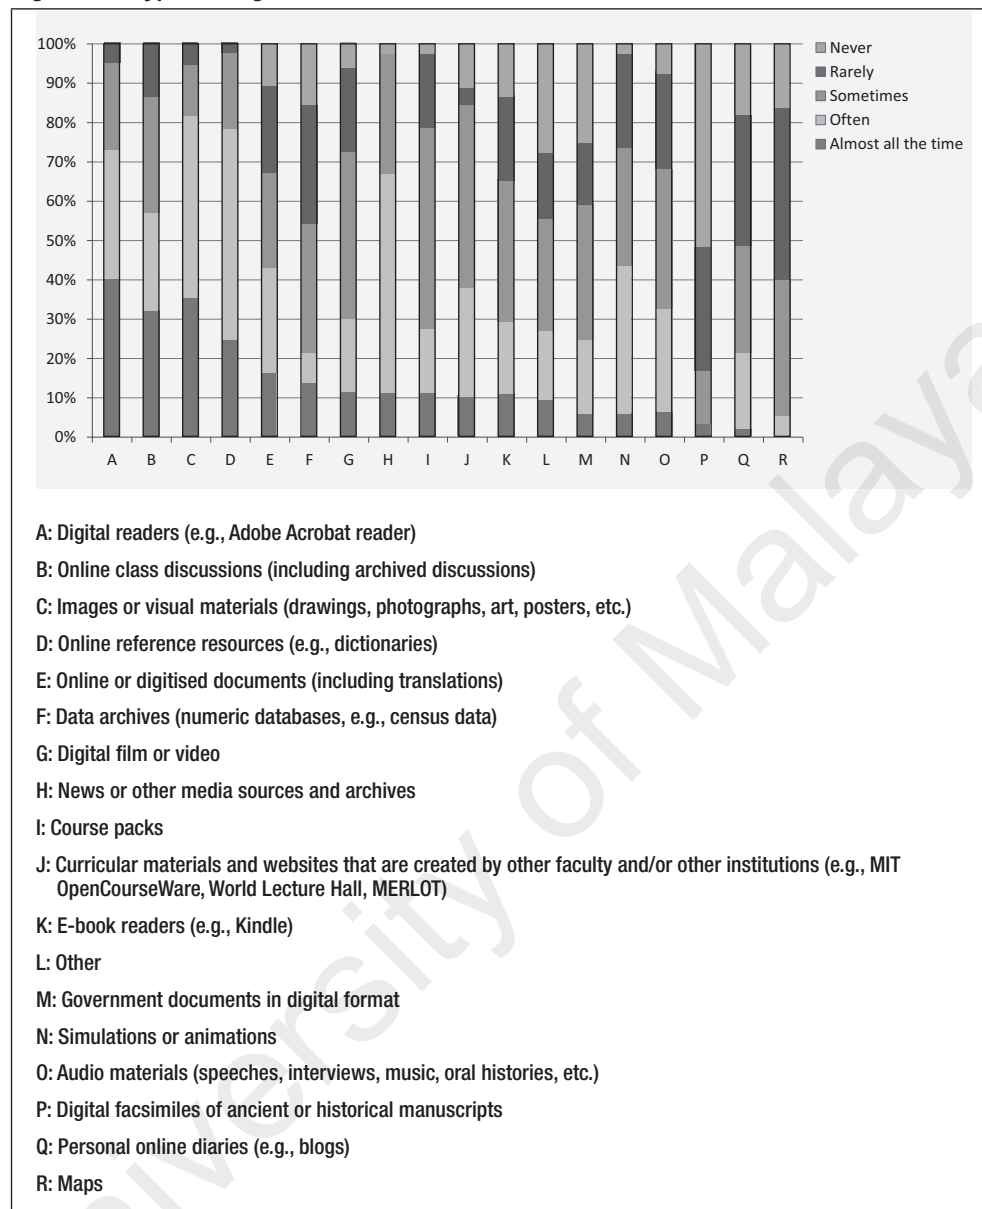 100%
90%
80%
70%
60%
50%
40%
30%
20%
10%
0%
A B C D E F G H I J K L M N O P Q R
Never
Rarely
Sometimes
Often
Almost all the time
A: Digital readers (e.g., Adobe Acrobat reader)
B: Online class discussions (including archived discussions)
C: Images or visual materials (drawings, photographs, art, posters, etc.)
D: Online reference resources (e.g., dictionaries)
E: Online or digitised documents (including translations)
F: Data archives (numeric databases, e.g., census data)
G: Digital film or video
H: News or other media sources and archives
I: Course packs
J: Curricular materials and websites that are created by other faculty and/or other institutions (e.g., MIT
OpenCourseWare, World Lecture Hall, MERLOT)
K: E-book readers (e.g., Kindle)
L: Other
M: Government documents in digital format
N: Simulations or animations
O: Audio materials (speeches, interviews, music, oral histories, etc.)
P: Digital facsimiles of ancient or historical manuscripts
Q: Personal online diaries (e.g., blogs)
R: Maps
niversity of Malaya